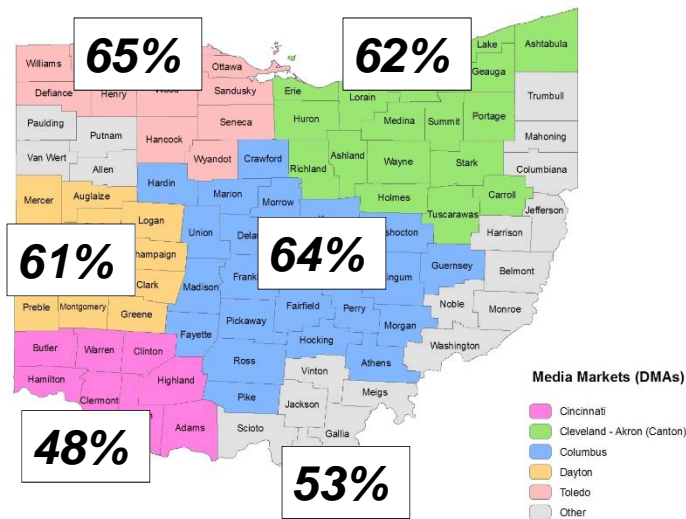 65%
62%
Lake
Ashtabula
Williams
Ottawa
Geauga
Defiance
Henry
Sandusky
Erie
Lorain
Trumbull
Paulding
Putnam
Hancock
Seneca
Huron
Medina
Summit
Portage
Mahoning
Van Wert
Allen
Wyandot
Crawford
Richland
Ashland
Wayne
Stark
Columbiana
Mercer
Auglaize
Hardin
Marion
Morrow
Holmes
Carroll
Tuscarawas
Jefferson
Logan
Union
Harrison
61%
64%
Guernsey
Belmont
Clark
Madison
Noble
Monroe
Preble
Montgomery
Greene
Pickaway
Fairfield
Perry
Morgan
Washington
Fayette
Hocking
Butler
Warren
Clinton
Ross
Athens
Vinton
Hamilton
Clermont
Highland
Pike
Jackson
Meigs
Adams
Scioto
Gallia
48%
53%
Media Markets (DMAs)
Cincinnati
Cleveland - Akron (Canton)
Columbus
Dayton
Toledo
Other